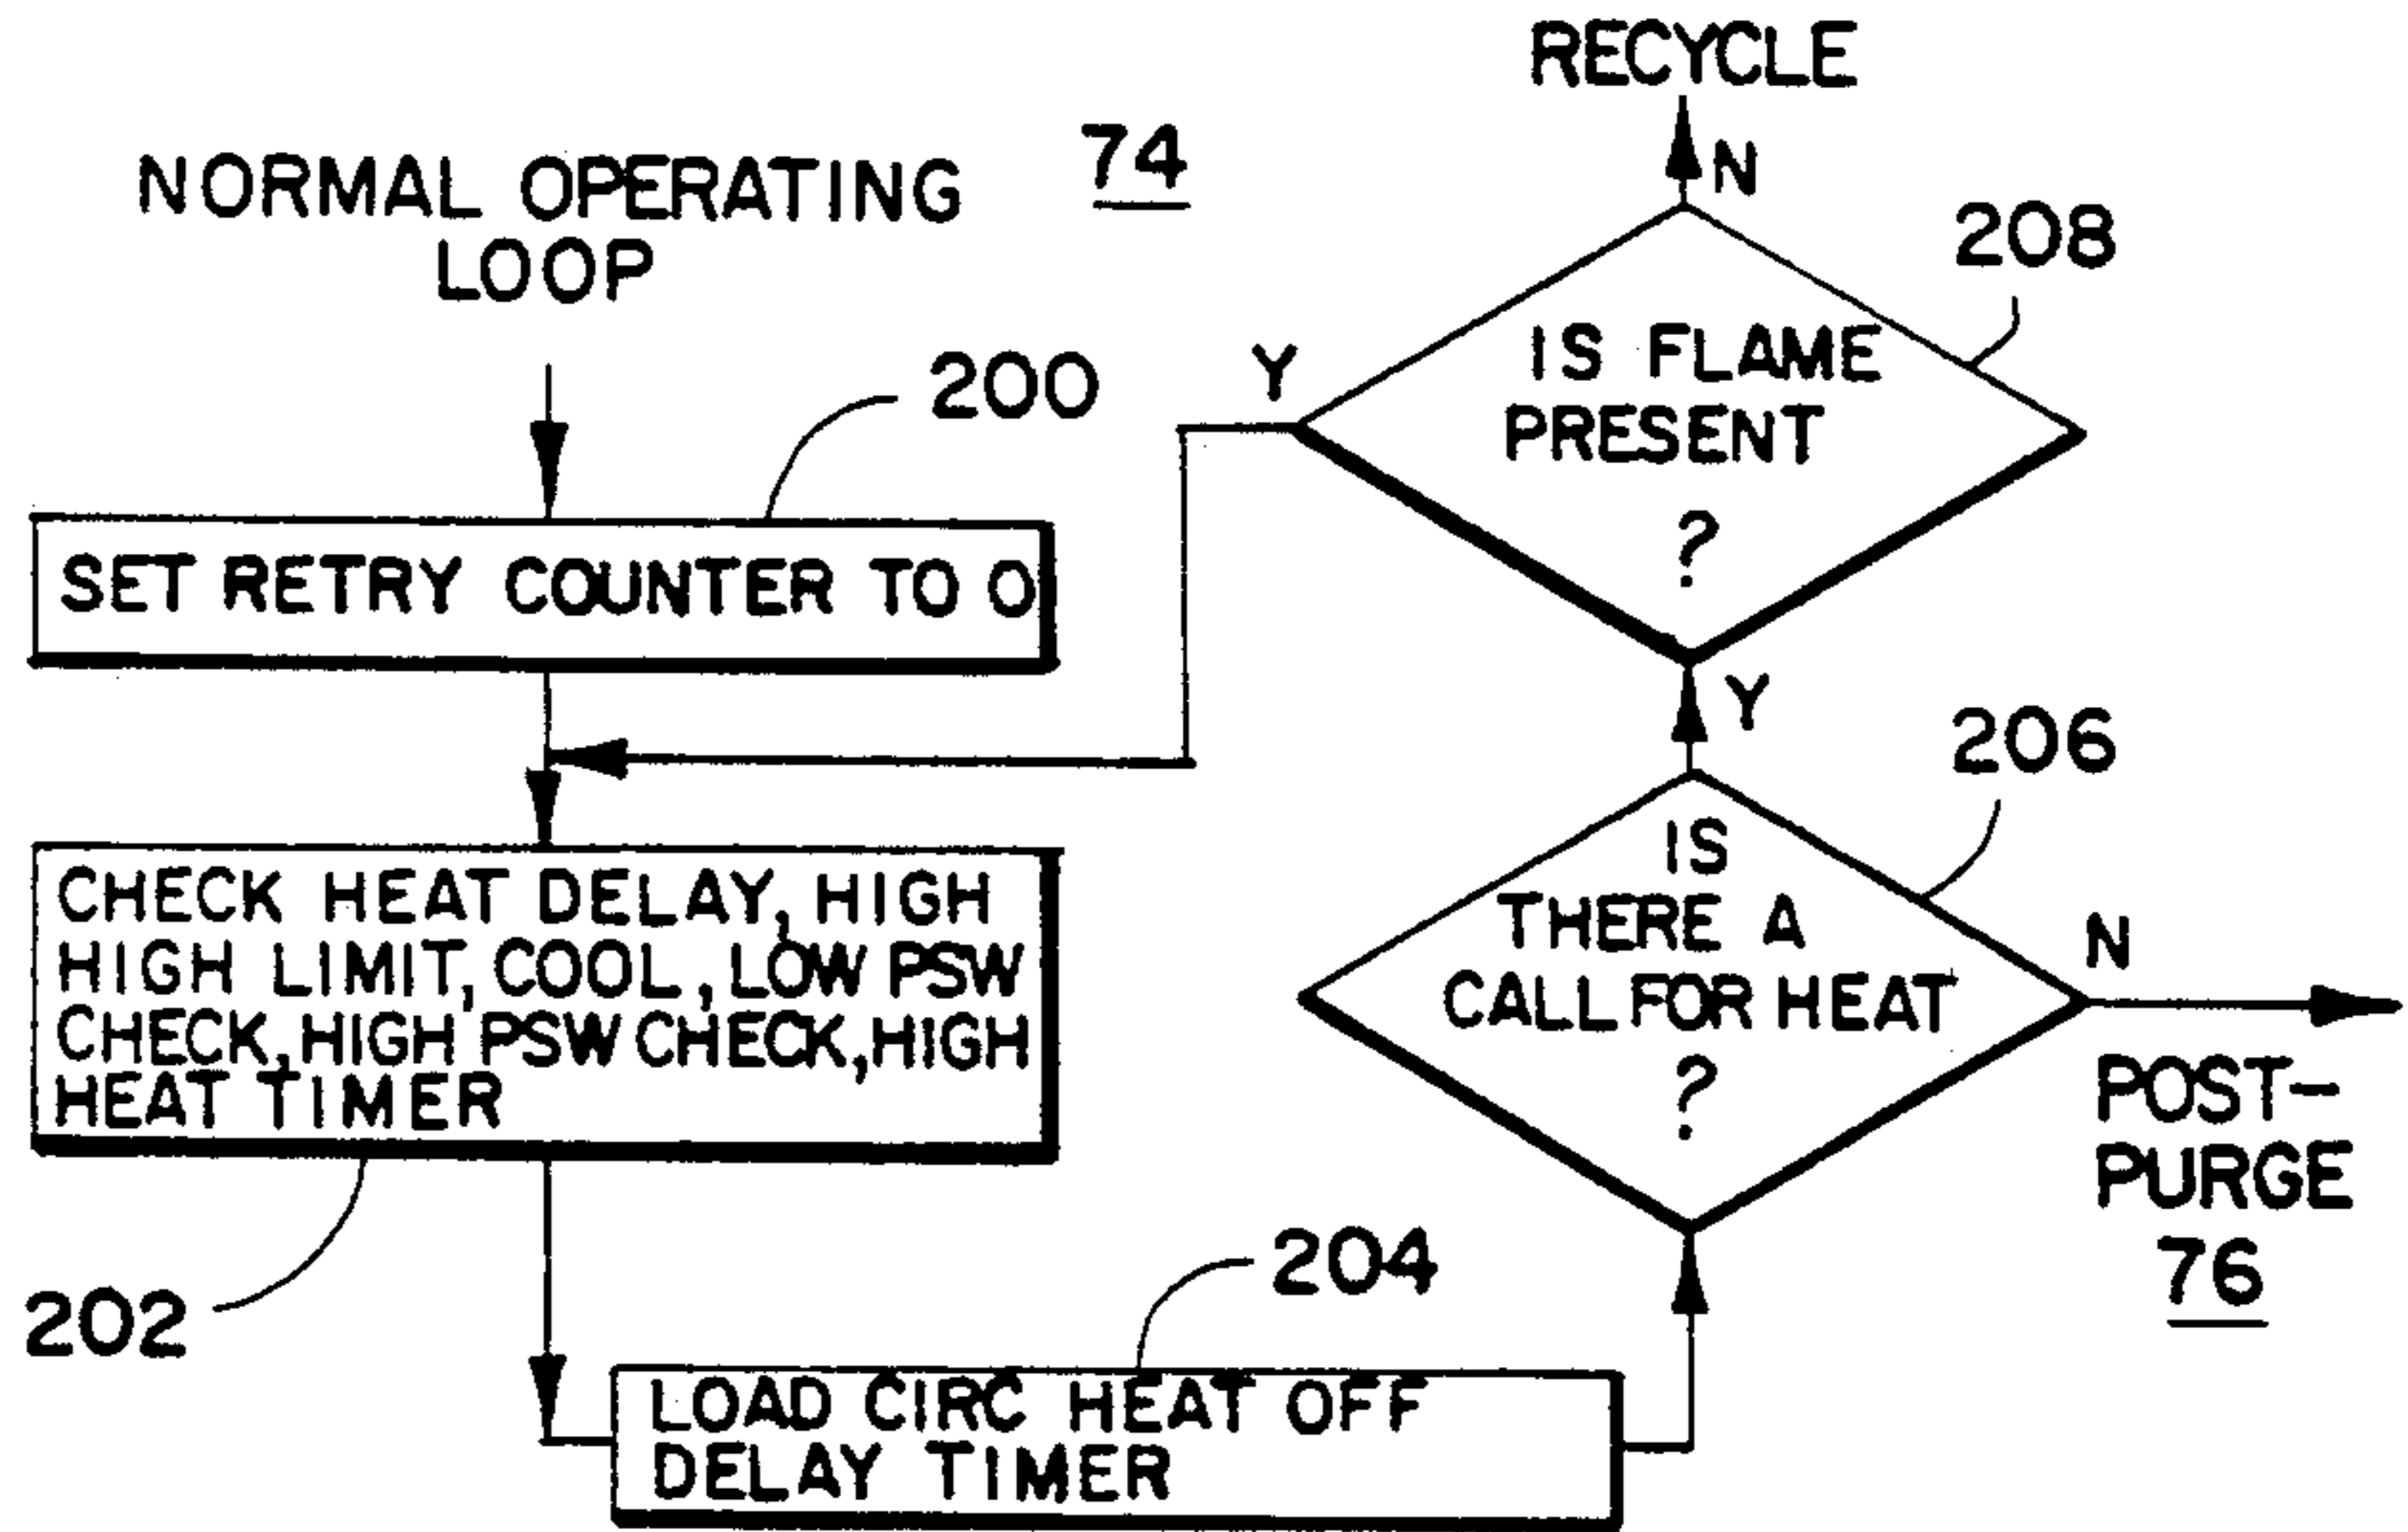 NORMAL OPERATING
LOOP
74
200
SET RETRY COUNTER TO 0
CHECK HEAT DELAY, HIGH
HIGH LIMIT, COOL, LOW PSW
CHECK, HIGH PSW CHECK, HIGH
HEAT TIMER
202
204
LOAD CIRC HEAT OFF
DELAY TIMER
206
IS
THERE A
CALL FOR HEAT
?
N
POST-
PURGE
76
Y
208
IS FLAME
PRESENT
?
Y
N
RECYCLE